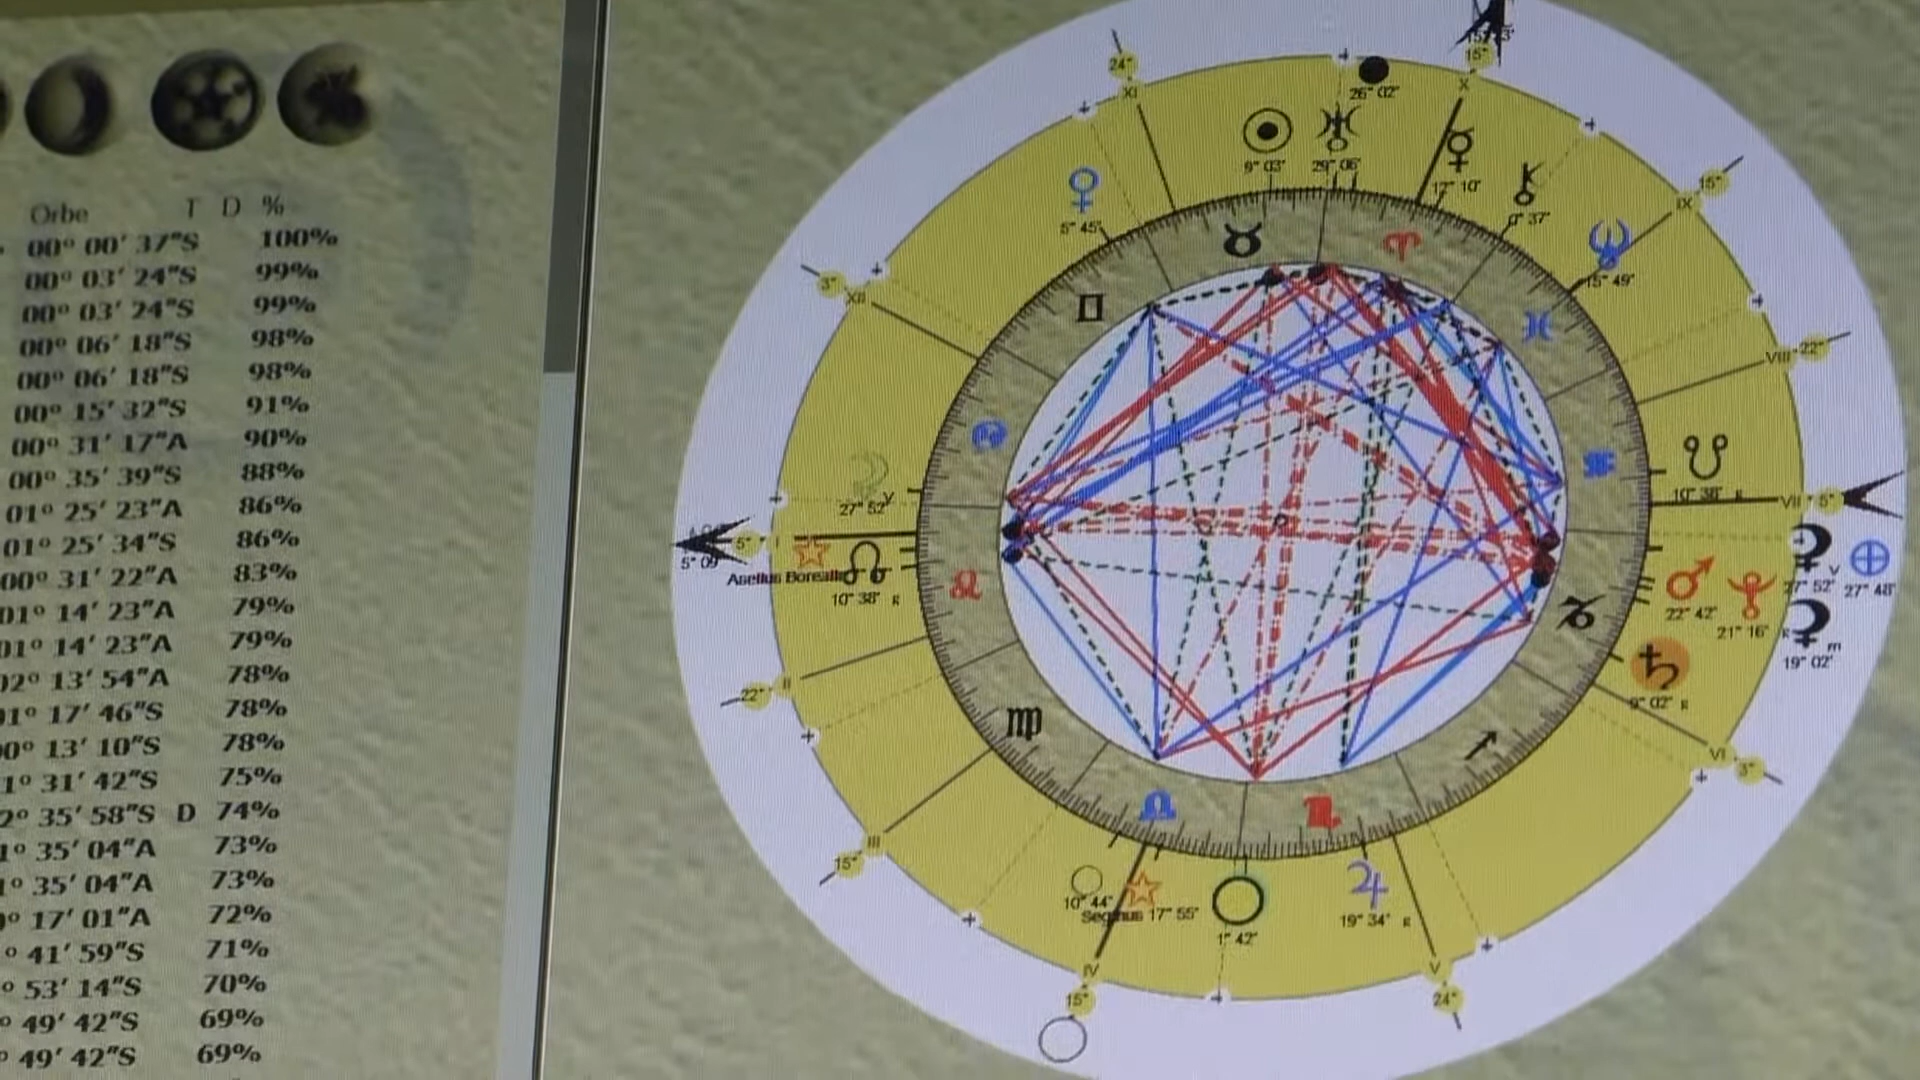 Orbe T D %
00° 00′ 37″S 100%
00° 03′ 24″S 99%
00° 03′ 24″S 99%
00° 06′ 18″S 98%
00° 06′ 18″S 98%
00° 15′ 32″S 91%
00° 31′ 17″A 90%
00° 35′ 39″S 88%
01° 25′ 23″A 86%
01° 25′ 34″S 86%
00° 31′ 22″A 83%
01° 14′ 23″A 79%
01° 14′ 23″A 79%
02° 13′ 54″A 78%
01° 17′ 46″S 78%
00° 13′ 10″S 78%
1° 31′ 42″S 75%
2° 35′ 58″S D 74%
1° 35′ 04″A 73%
1° 35′ 04″A 73%
° 17′ 01″A 72%
° 41′ 59″S 71%
° 53′ 14″S 70%
° 49′ 42″S 69%
° 49′ 42″S 69%
24°
XI
26° 02'
15°
X
9° 03'
29° 06'
12° 10'
15°
IX
5° 45'
15° 49'
3°
XII
VIII 22°
27° 52'
10° 38' R
VII 5°
5° I
5° 09'
Asellus Borealis
10° 38' R
22° 42'
21° 16' R
27° 52'
27° 48'
19° 02'
9° 02' R
22° II
VI 3°
15° III
10° 44'
Seginus 17° 55'
1° 42'
19° 34' R
IV
15°
V
24°